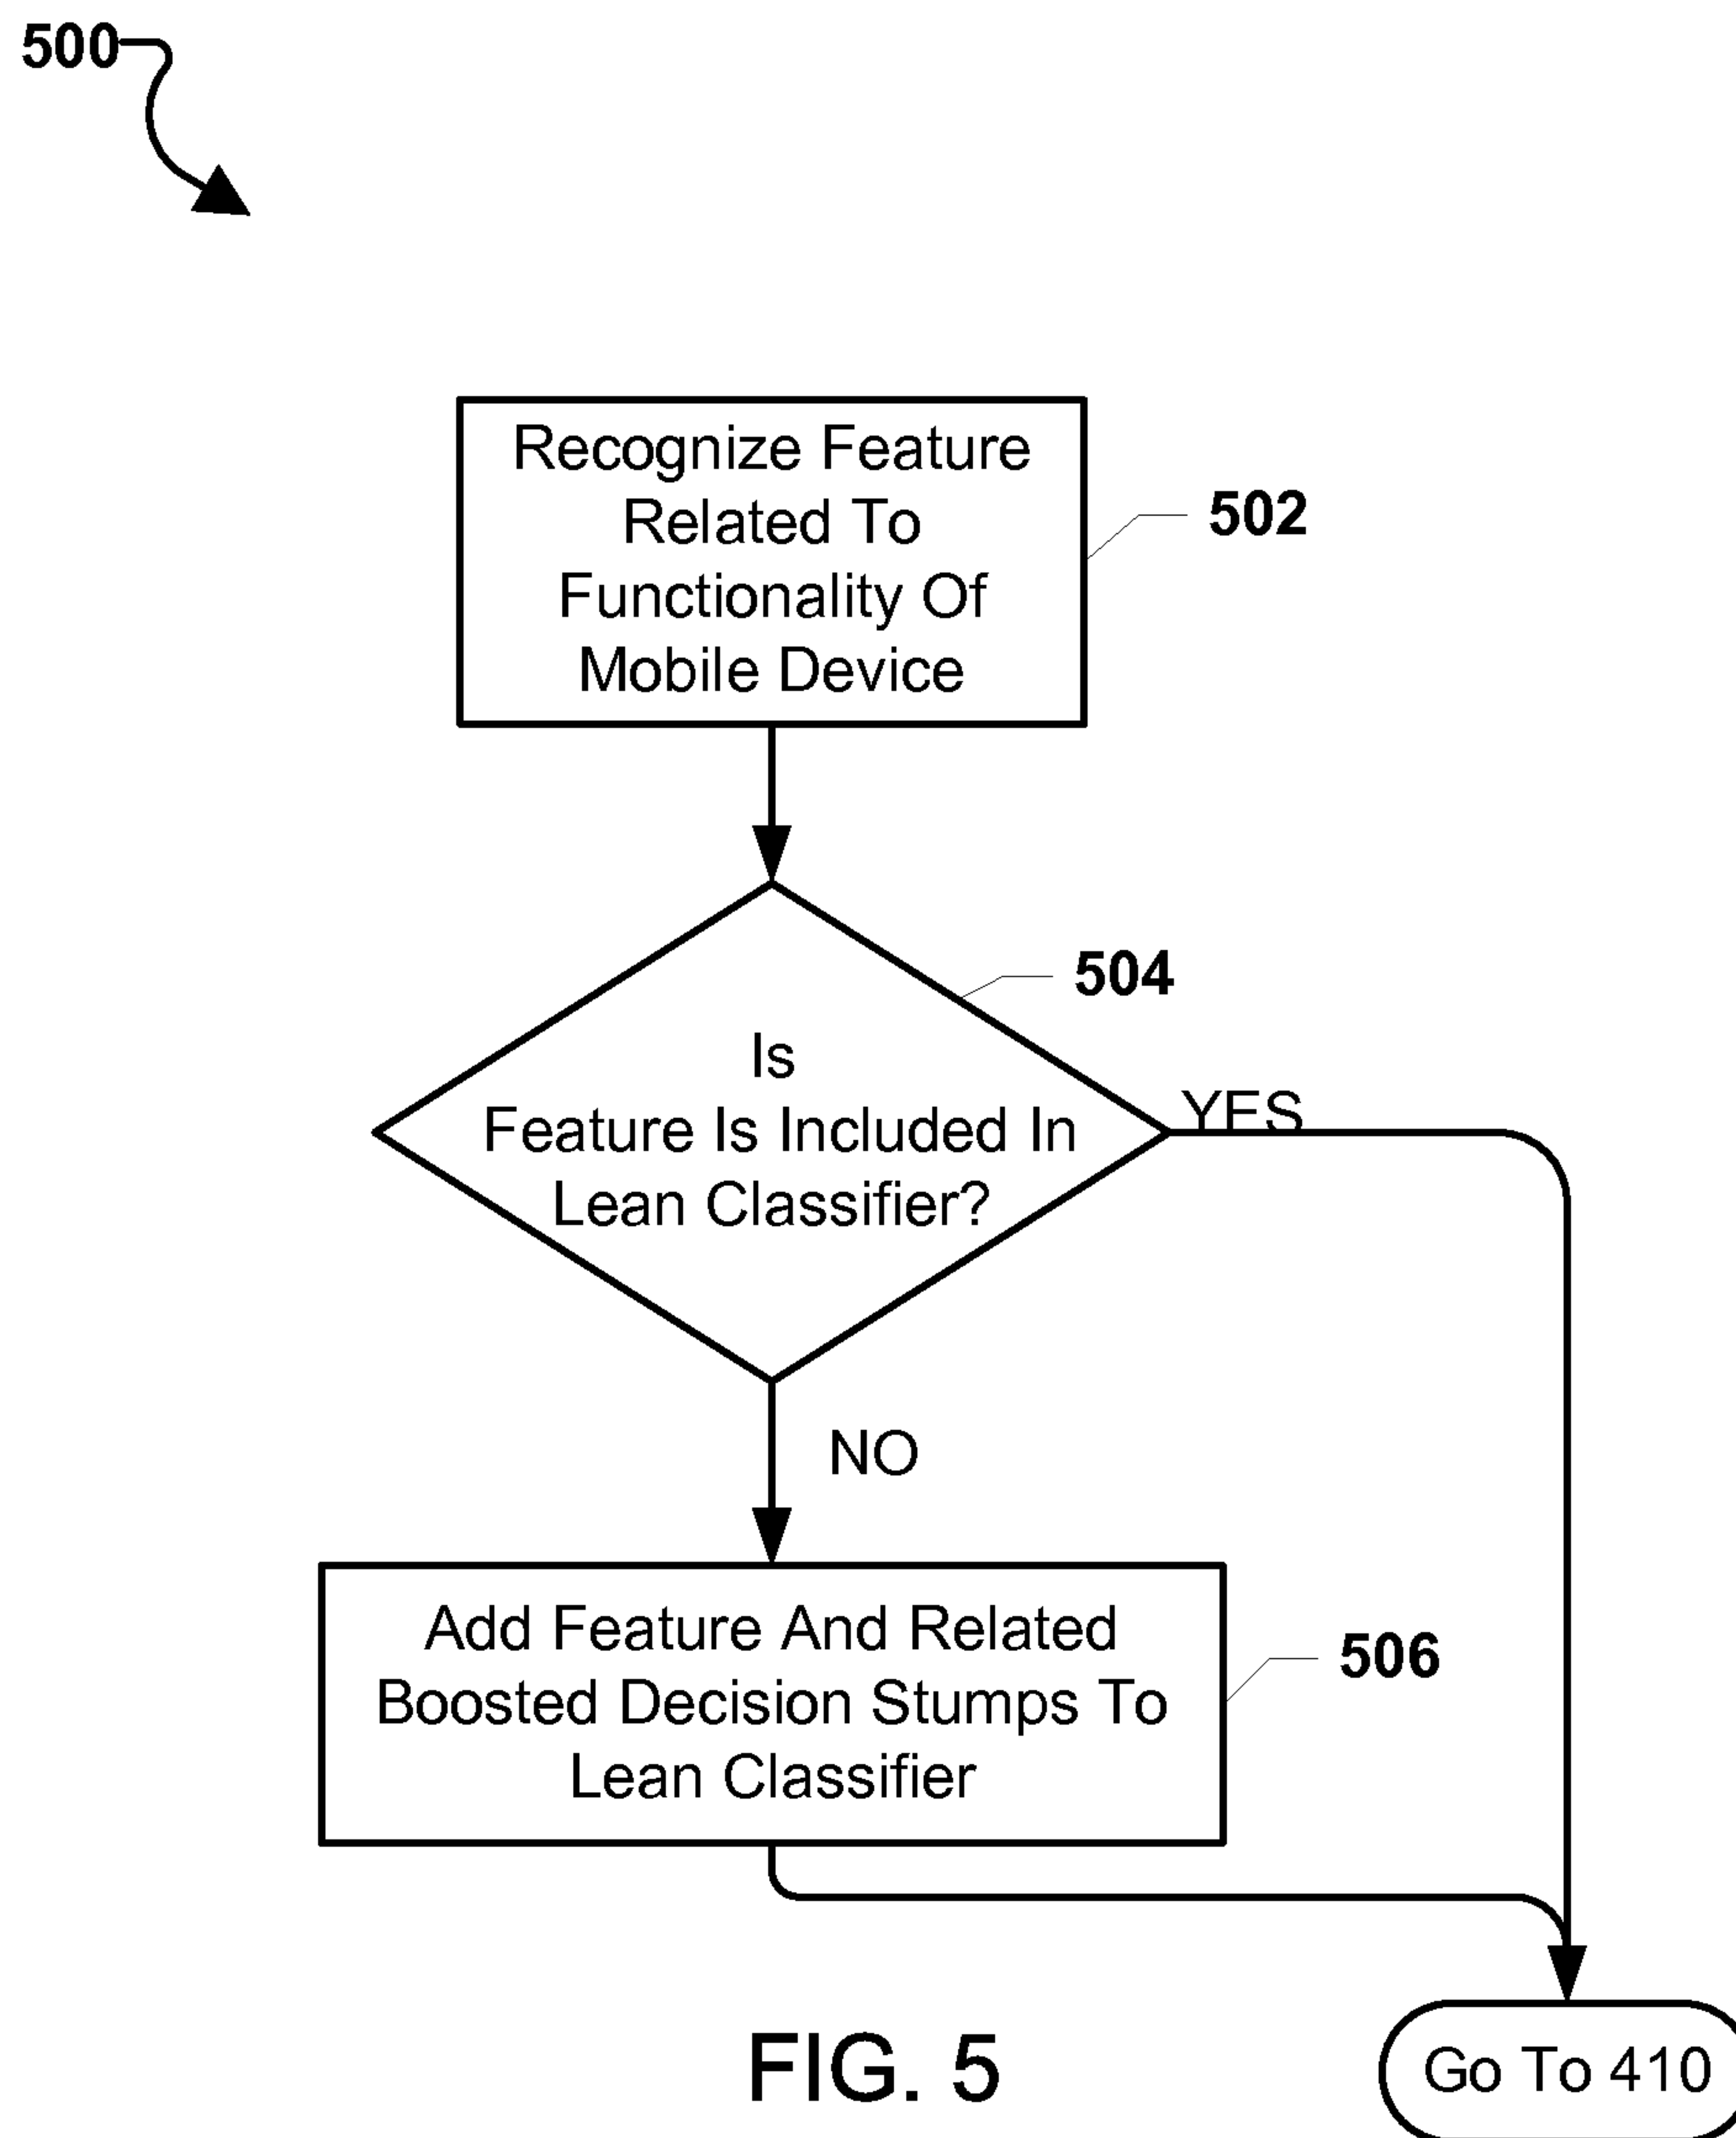 500
Recognize Feature
Related To
Functionality Of
Mobile Device
502
504
Is
Feature Is Included In
Lean Classifier?
YES
NO
Add Feature And Related
Boosted Decision Stumps To
Lean Classifier
506
Go To 410
FIG. 5